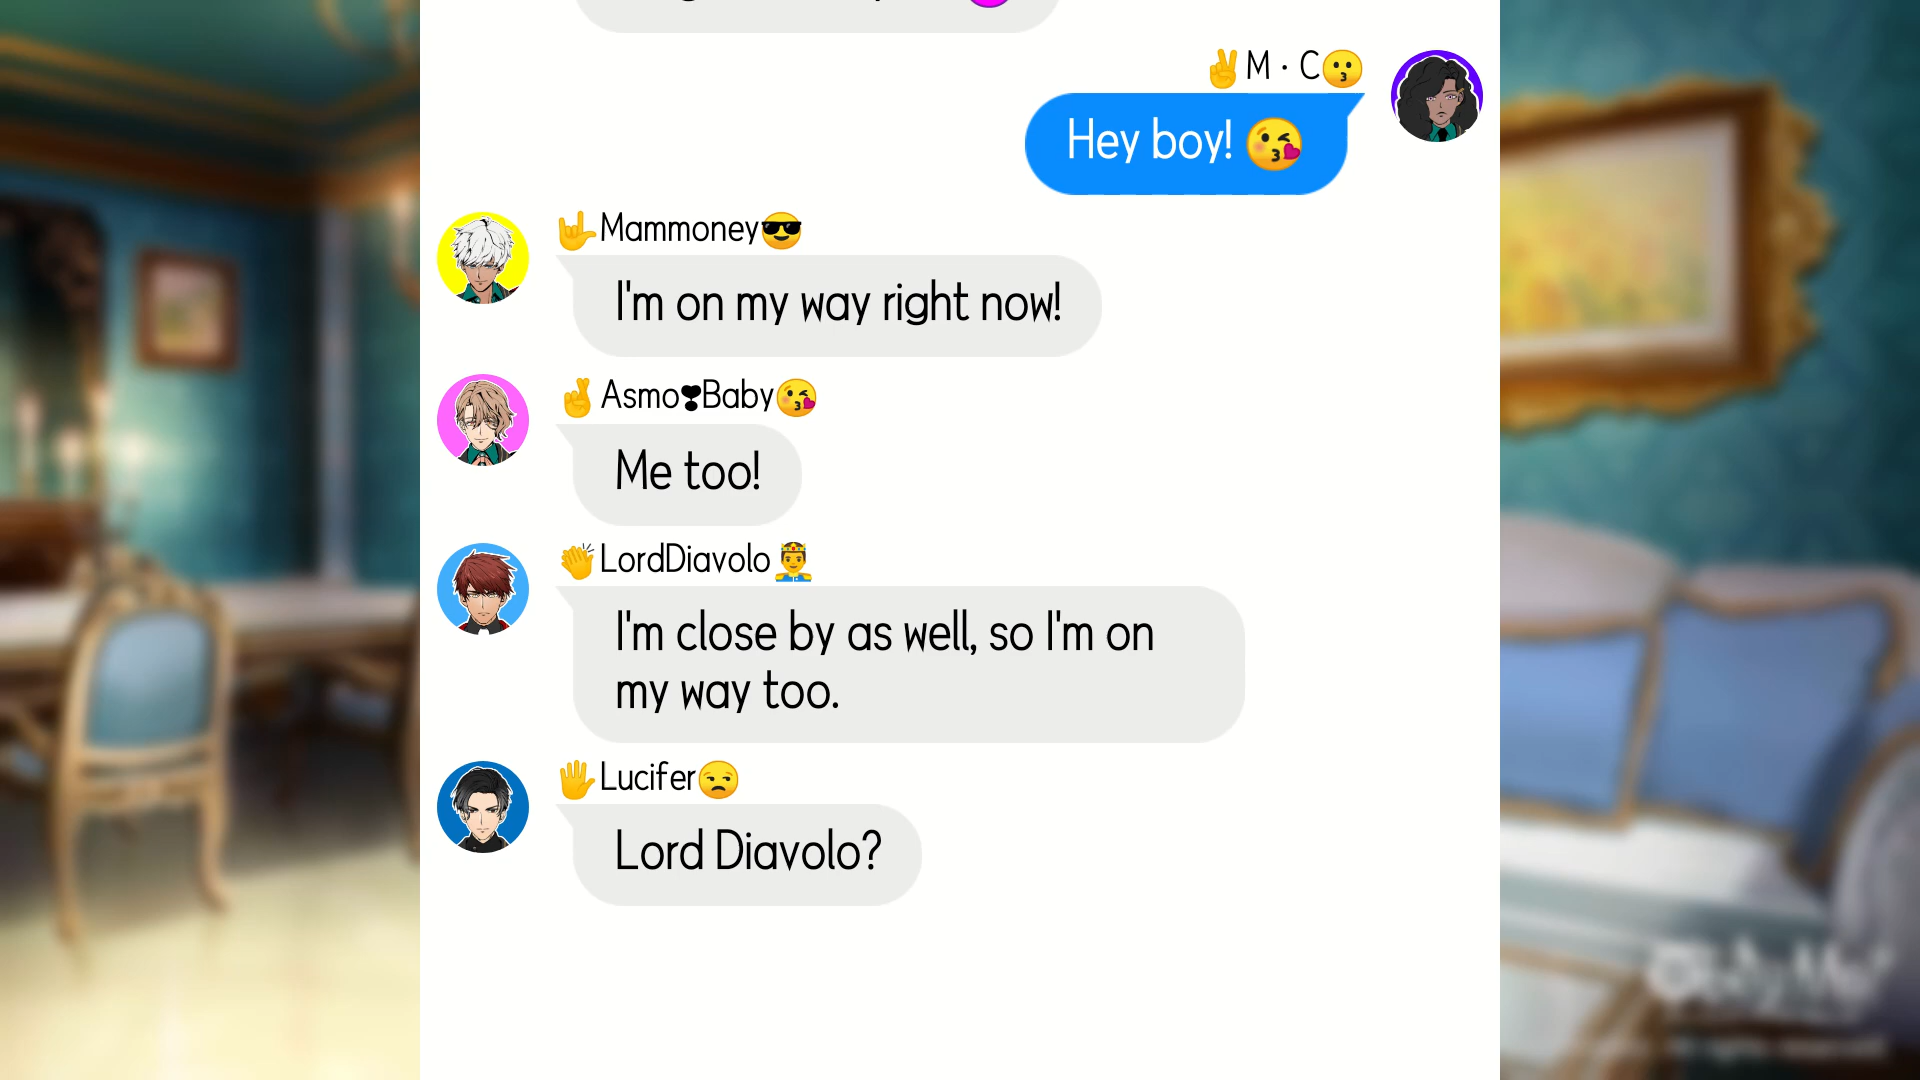 ✌M · C😗
Hey boy! 😘
🤟Mammoney😎
I'm on my way right now!
🤞Asmo❣Baby😘
Me too!
👏LordDiavolo🤴
I'm close by as well, so I'm on
my way too.
🖐Lucifer😒
Lord Diavolo?